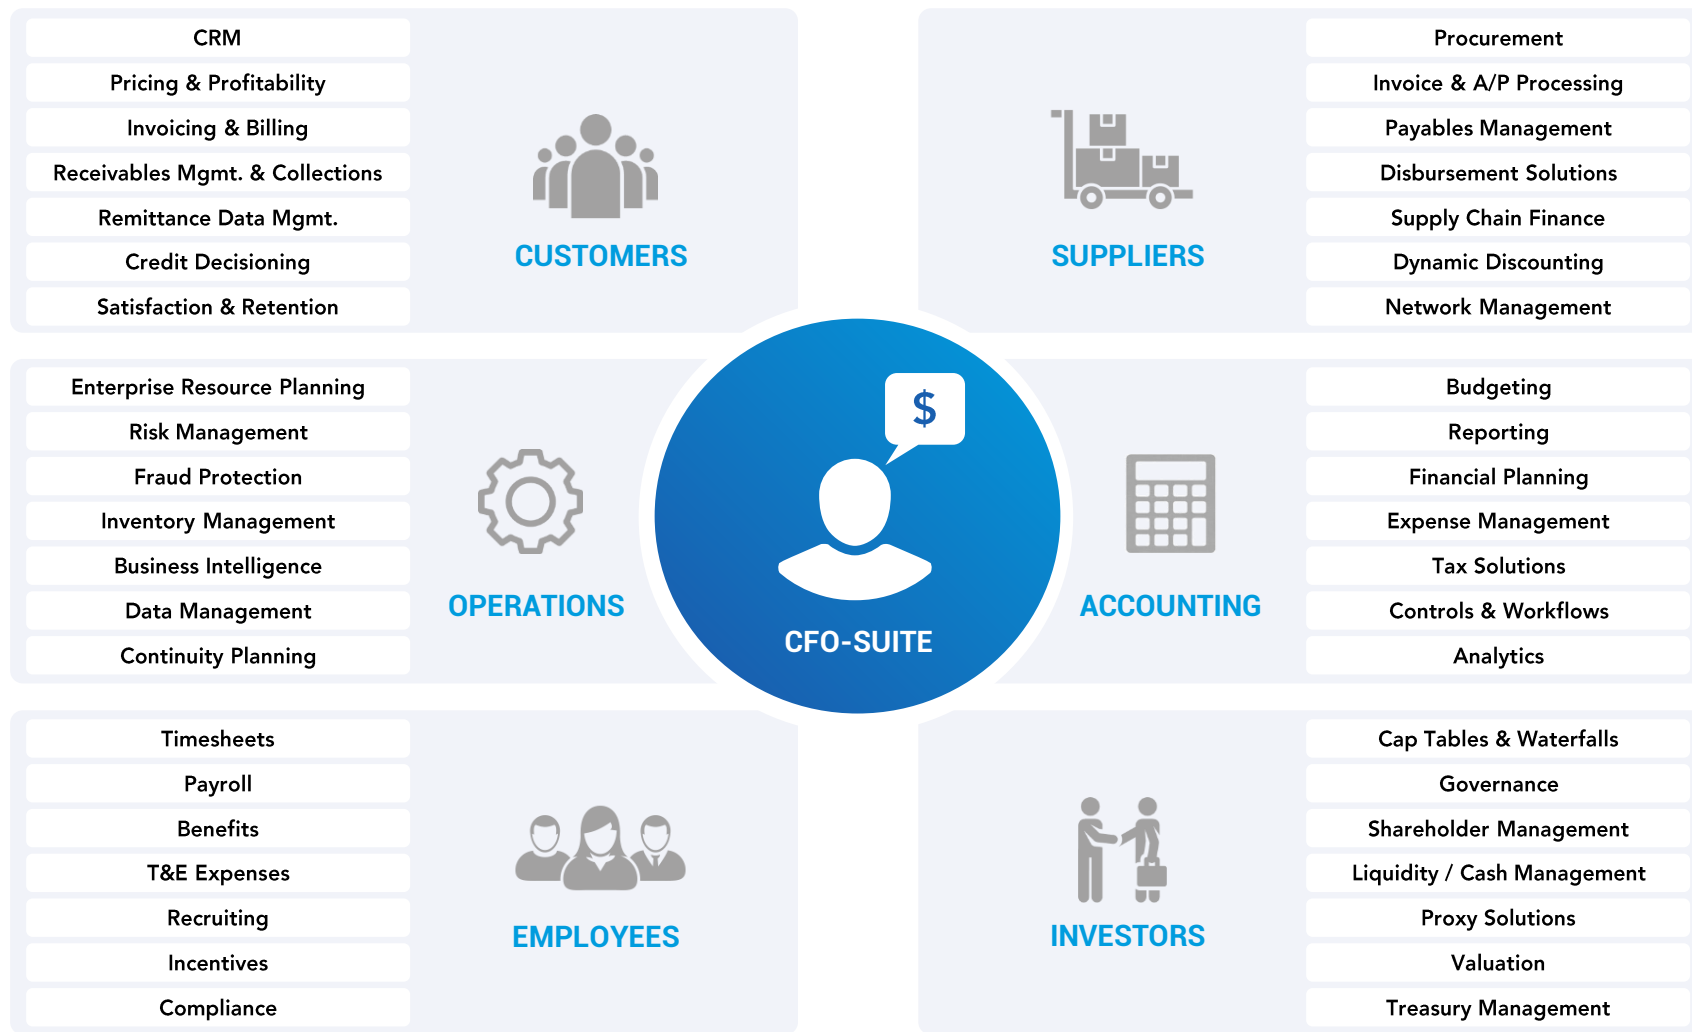 CRM
Pricing & Profitability
Invoicing & Billing
Receivables Mgmt. & Collections
Remittance Data Mgmt.
Credit Decisioning
Satisfaction & Retention
CUSTOMERS
SUPPLIERS
Procurement
Invoice & A/P Processing
Payables Management
Disbursement Solutions
Supply Chain Finance
Dynamic Discounting
Network Management
Enterprise Resource Planning
Risk Management
Fraud Protection
Inventory Management
Business Intelligence
Data Management
Continuity Planning
OPERATIONS
$
CFO-SUITE
ACCOUNTING
Budgeting
Reporting
Financial Planning
Expense Management
Tax Solutions
Controls & Workflows
Analytics
Timesheets
Payroll
Benefits
T&E Expenses
Recruiting
Incentives
Compliance
EMPLOYEES
INVESTORS
Cap Tables & Waterfalls
Governance
Shareholder Management
Liquidity / Cash Management
Proxy Solutions
Valuation
Treasury Management